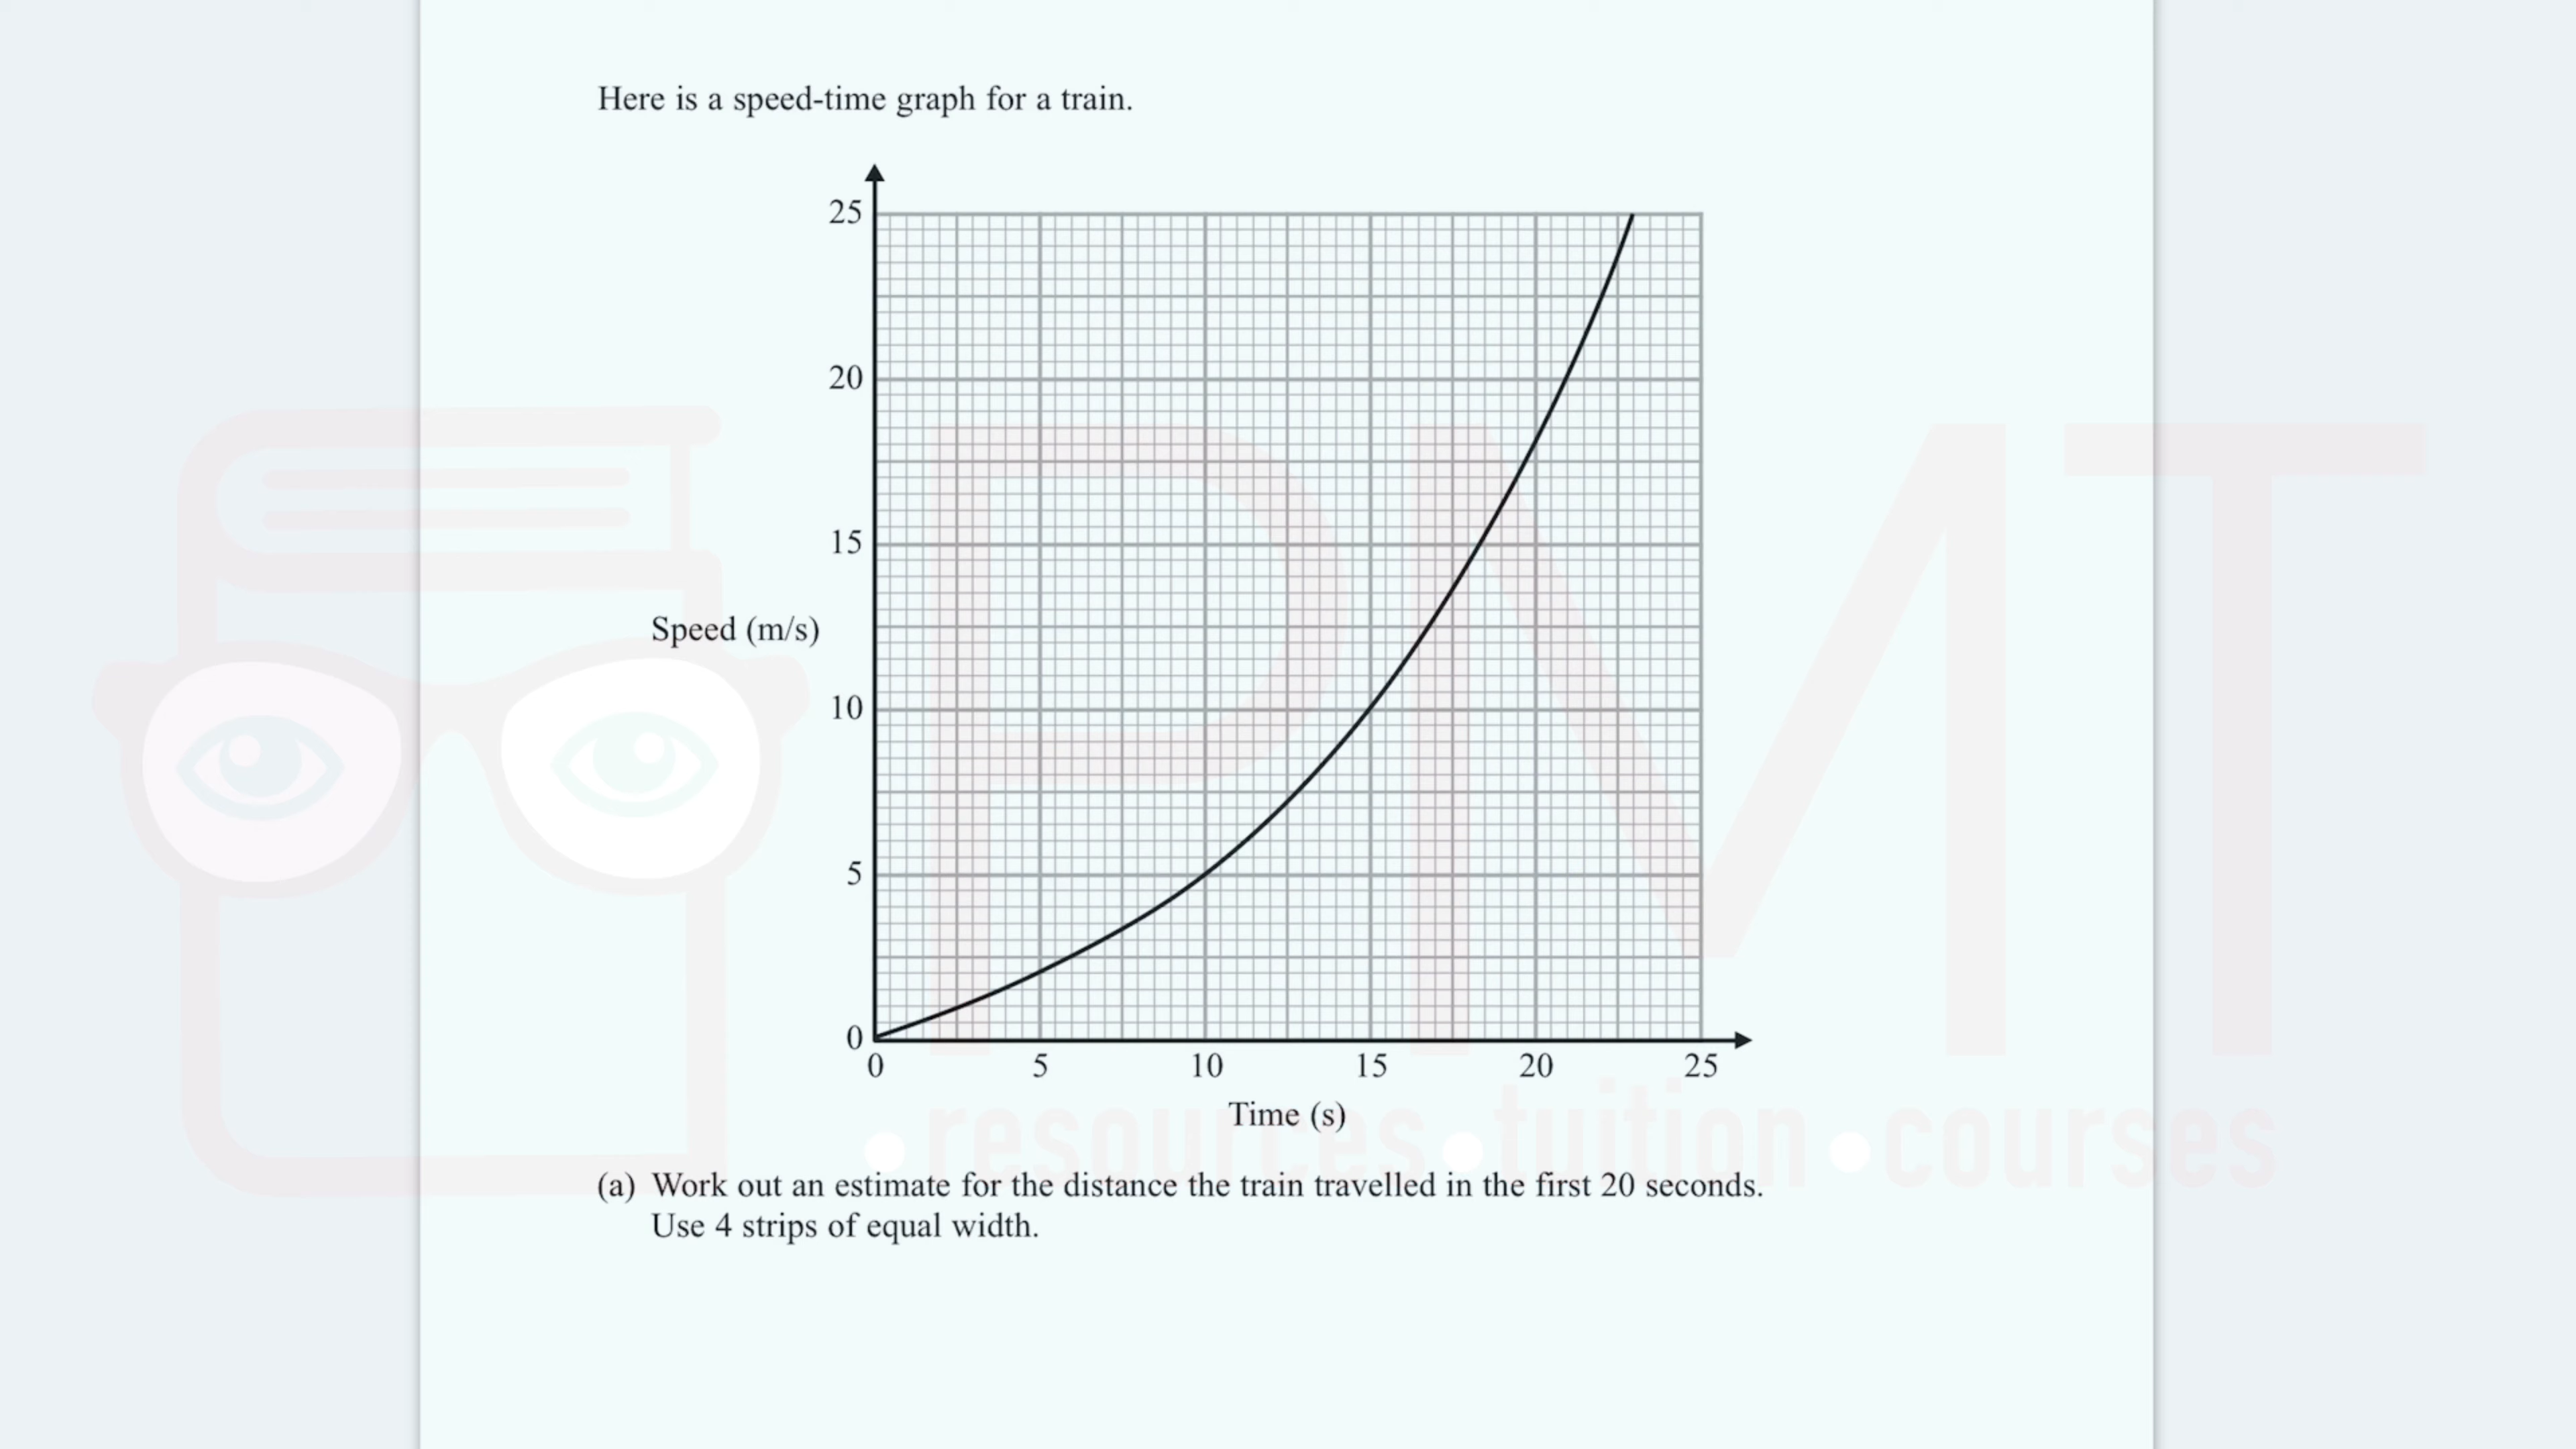 Here is a speed-time graph for a train.
25
20
15
Speed (m/s)
10
5
0
0 5 10 15 20 25
Time (s)
PMT
resources tuition courses
(a) Work out an estimate for the distance the train travelled in the first 20 seconds.
Use 4 strips of equal width.